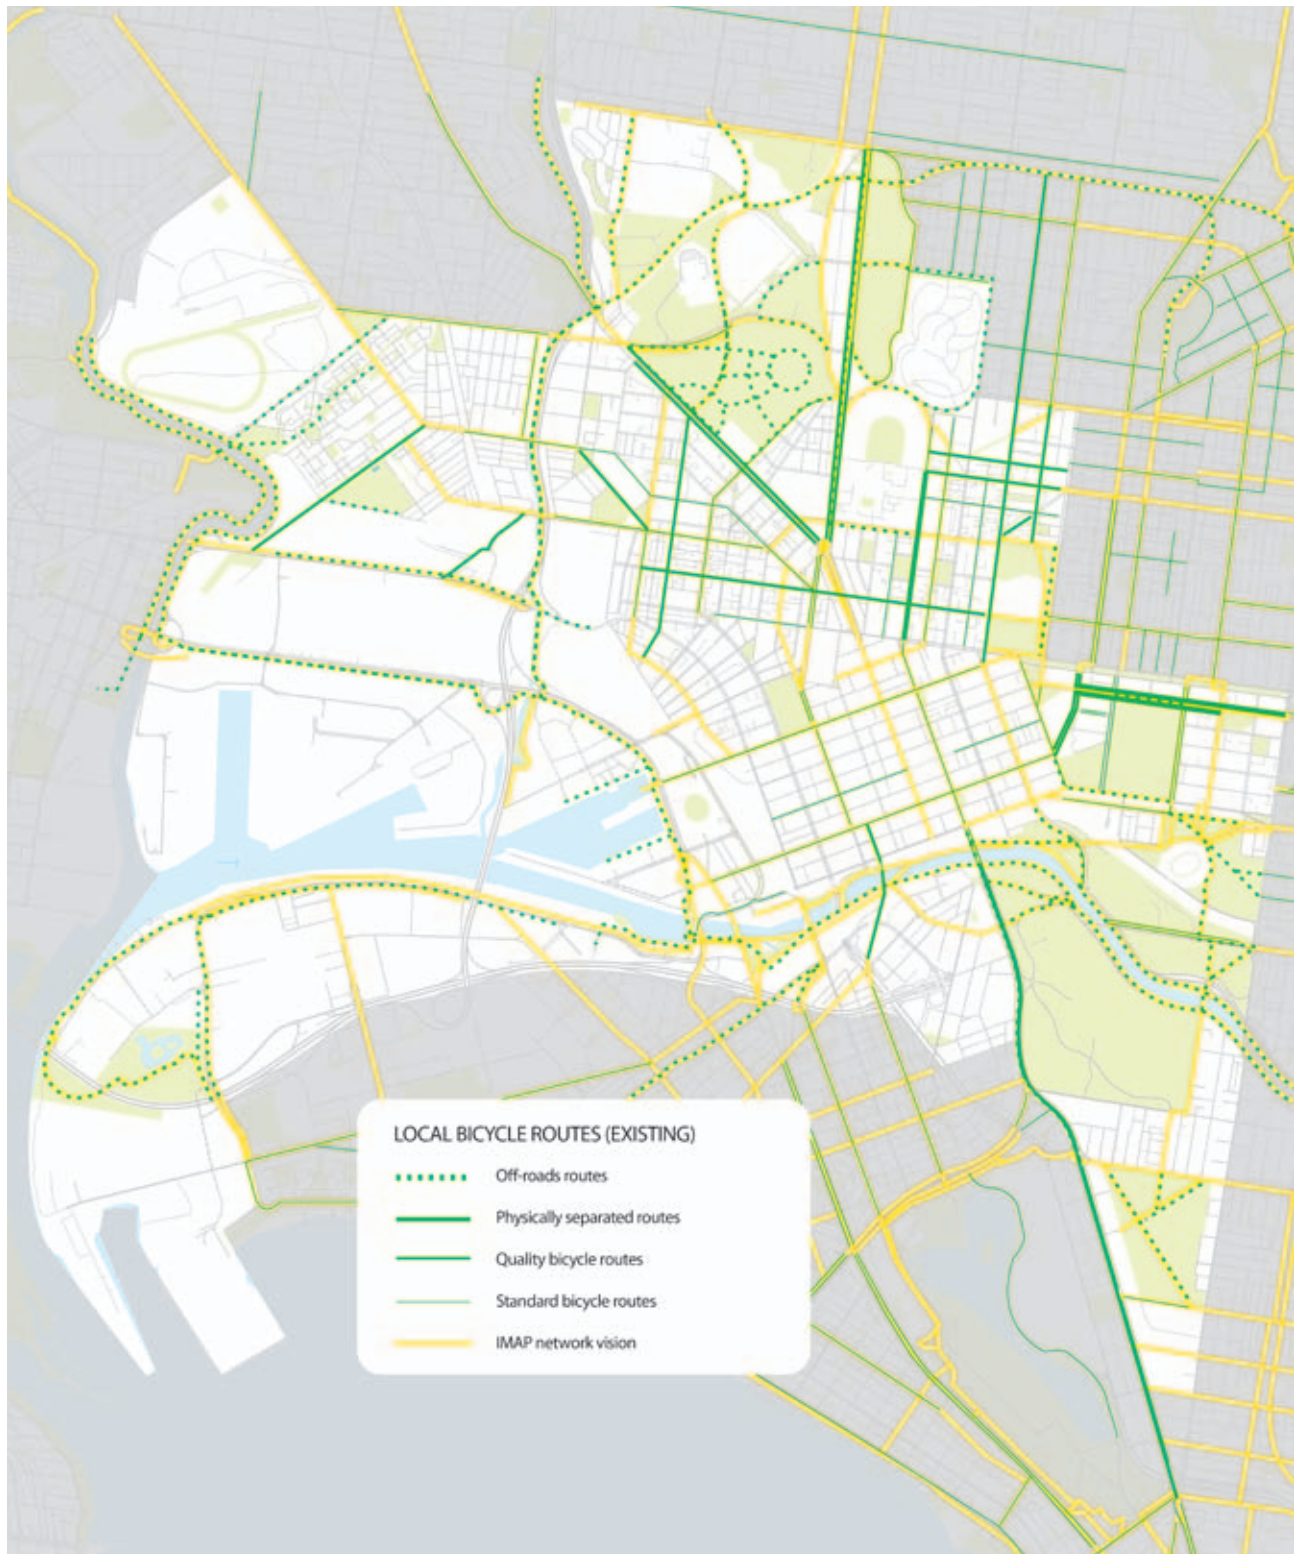 LOCAL BICYCLE ROUTES (EXISTING)
Off-roads routes
Physically separated routes
Quality bicycle routes
Standard bicycle routes
IMAP network vision